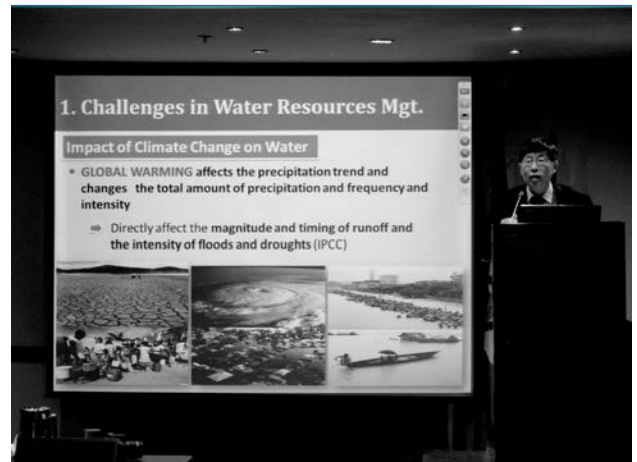 1. Challenges in Water Resources Mgt.
Impact of Climate Change on Water
▪ GLOBAL WARMING affects the precipitation trend and
changes the total amount of precipitation and frequency and
intensity
⇒ Directly affect the magnitude and timing of runoff and
the intensity of floods and droughts (IPCC)